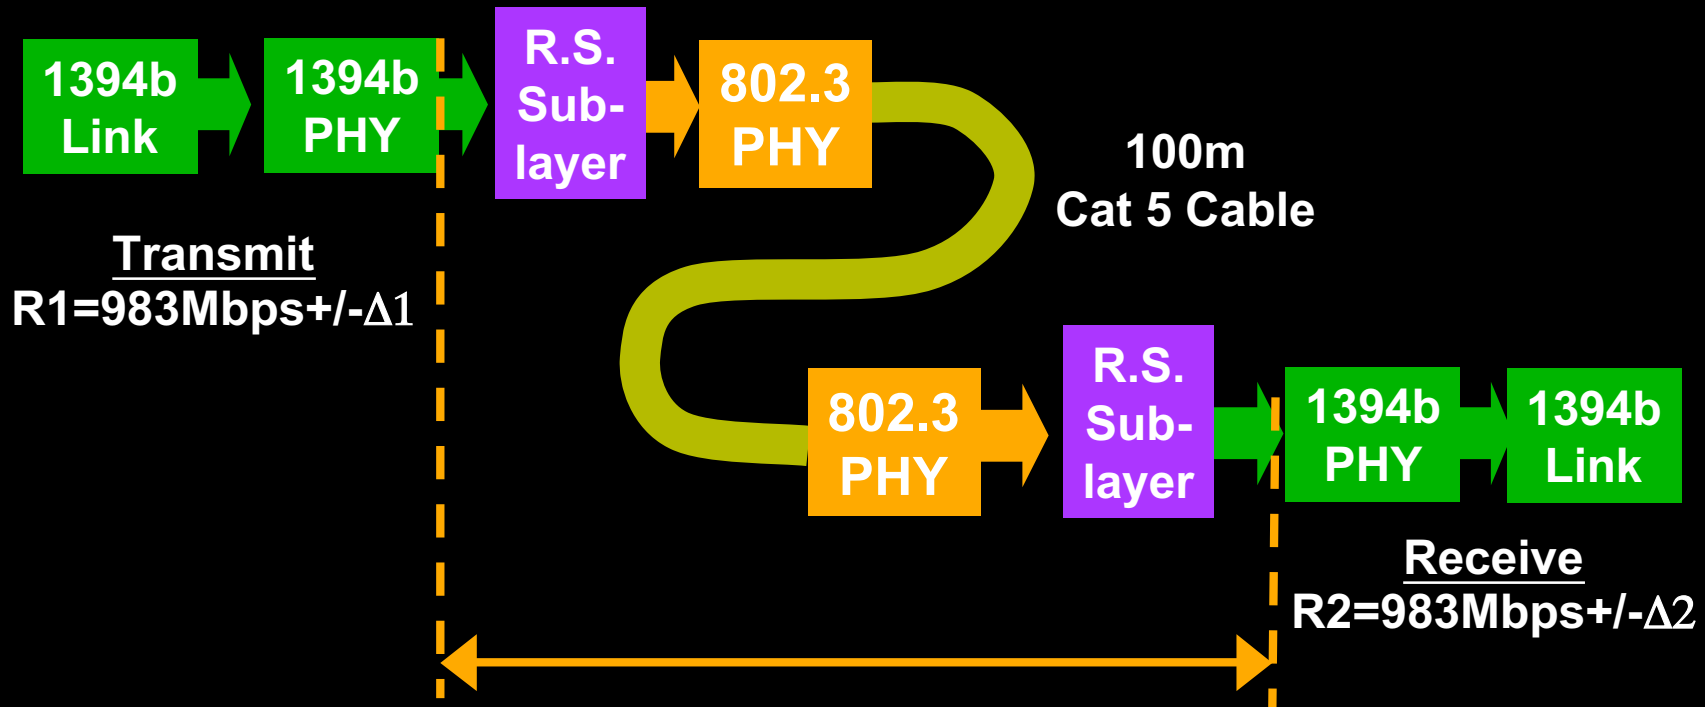 1394b
Link
1394b
PHY
R.S.
Sub-
layer
802.3
PHY
100m
Cat 5 Cable
Transmit
R1=983Mbps+/-Δ1
802.3
PHY
R.S.
Sub-
layer
1394b
PHY
1394b
Link
Receive
R2=983Mbps+/-Δ2